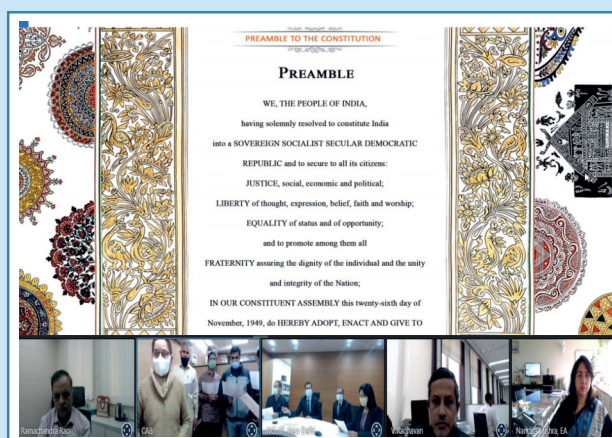 PREAMBLE TO THE CONSTITUTION
PREAMBLE
WE, THE PEOPLE OF INDIA,
having solemnly resolved to constitute India
into a SOVEREIGN SOCIALIST SECULAR DEMOCRATIC
REPUBLIC and to secure to all its citizens:
JUSTICE, social, economic and political;
LIBERTY of thought, expression, belief, faith and worship;
EQUALITY of status and of opportunity;
and to promote among them all
FRATERNITY assuring the dignity of the individual and the unity
and integrity of the Nation;
IN OUR CONSTITUENT ASSEMBLY this twenty-sixth day of
November, 1949, do HEREBY ADOPT, ENACT AND GIVE TO
Ramachandra Rao
CAO
V Raghavan
Mishra, EA